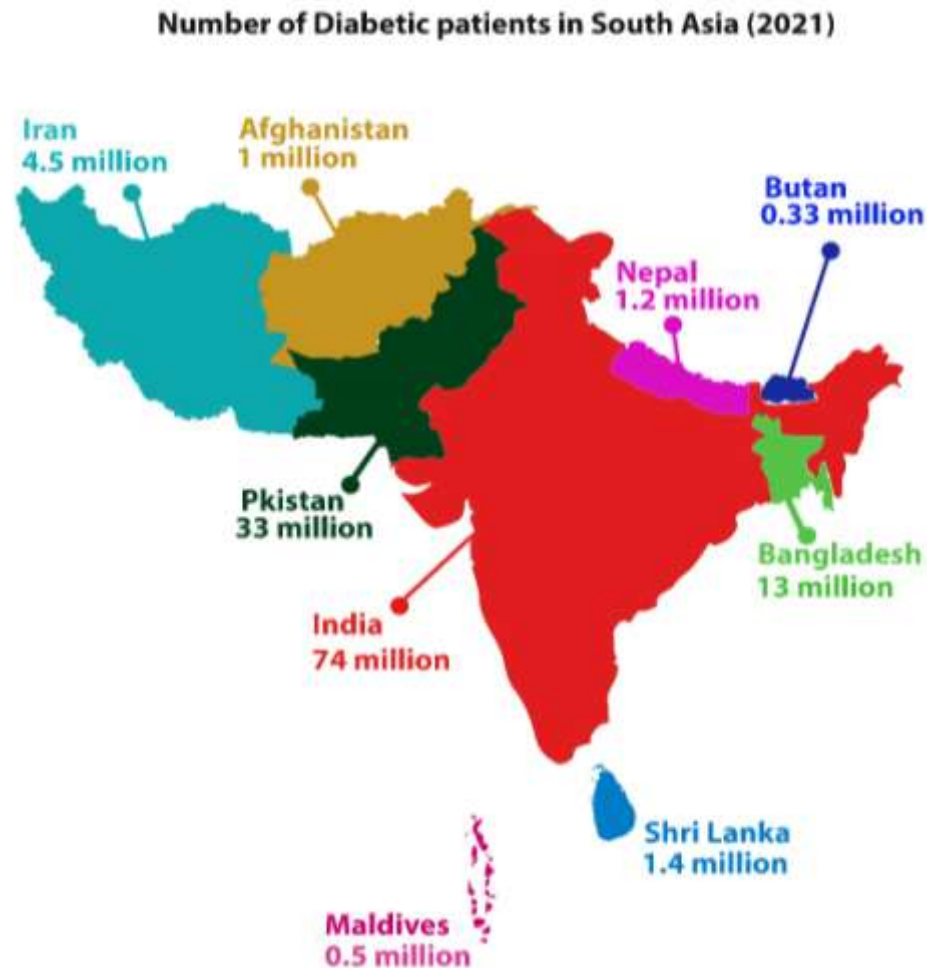 Number of Diabetic patients in South Asia (2021)
Iran
4.5 million
Afghanistan
1 million
Butan
0.33 million
Nepal
1.2 million
Pkistan
33 million
Bangladesh
13 million
India
74 million
Shri Lanka
1.4 million
Maldives
0.5 million